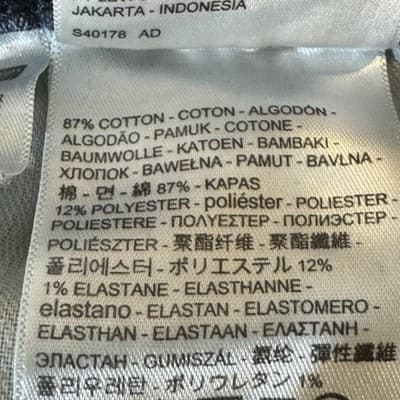 JAKARTA - INDONESIA
S40178 AD
87% COTTON - COTON - ALGODÓN -
ALGODÃO - PAMUK - COTONE -
BAUMWOLLE - KATOEN - BAMBAKI -
ХЛОПОК - BAWEŁNA - PAMUT - BAVLNA -
棉 - 면 - 綿 87% - KAPAS
12% POLYESTER - poliéster - POLIESTER -
POLIESTERE - ΠΟΛΥΕΣΤΕΡ - ПОЛИЭСТЕР -
POLIÉSZTER - 聚酯纤维 - 聚酯纖維 -
폴리에스터 - ポリエステル 12%
1% ELASTANE - ELASTHANNE -
elastano - ELASTAN - ELASTOMERO -
ELASTHAN - ELASTAAN - ΕΛΑΣΤΑΝΗ -
ЭЛАСТАН - GUMISZÁL - 氨纶 - 彈性纖維
폴리우레탄 - ポリウレタン 1%